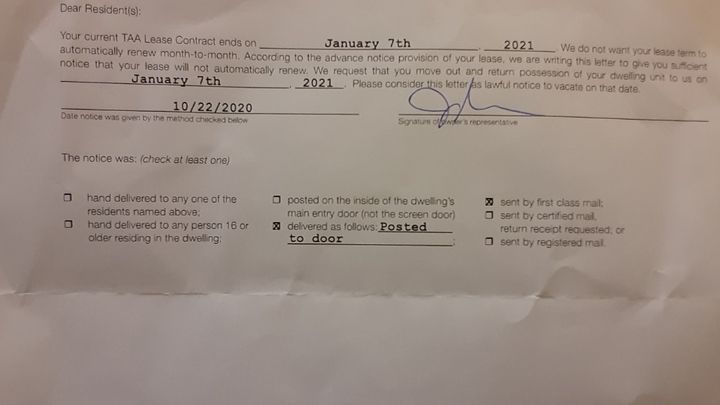 Dear Resident(s):
Your current TAA Lease Contract ends on January 7th, 2021. We do not want your lease term to
automatically renew month-to-month. According to the advance notice provision of your lease, we are writing this letter to give you sufficient
notice that your lease will not automatically renew. We request that you move out and return possession of your dwelling unit to us on
January 7th, 2021. Please consider this letter as lawful notice to vacate on that date.
10/22/2020
Date notice was given by the method checked below
Signature of owner's representative
The notice was: (check at least one)
☐ hand delivered to any one of the
residents named above;
☐ hand delivered to any person 16 or
older residing in the dwelling;
☐ posted on the inside of the dwelling's
main entry door (not the screen door)
☒ delivered as follows: Posted
to door;
☒ sent by first class mail;
☐ sent by certified mail,
return receipt requested; or
☐ sent by registered mail.